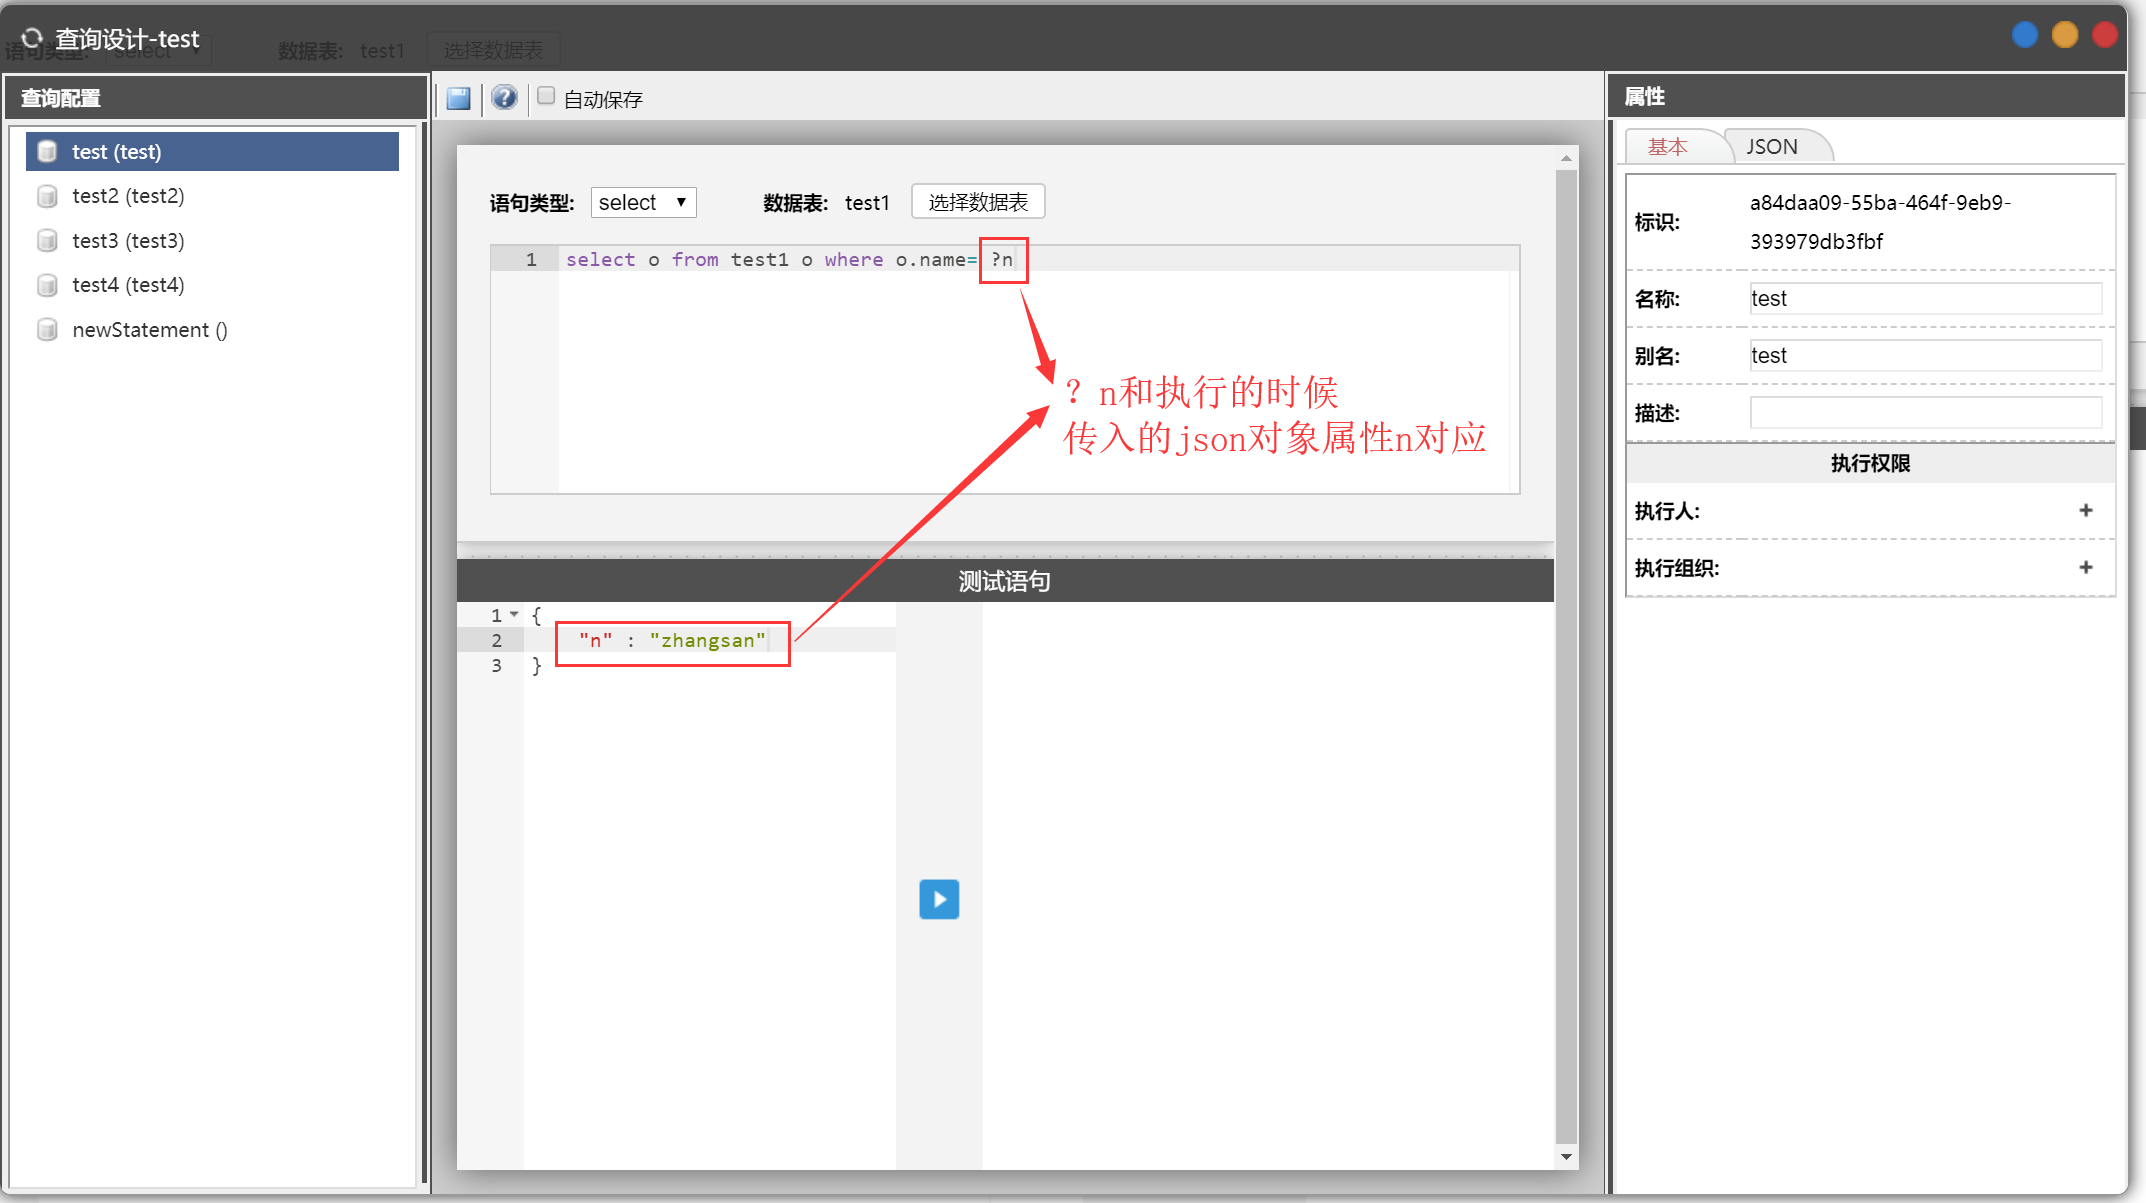 查询设计-test
语句类型: select 数据表: test1 选择数据表
查询配置
test (test)
test2 (test2)
test3 (test3)
test4 (test4)
newStatement ()
自动保存
语句类型: select 数据表: test1 选择数据表
1 select o from test1 o where o.name= ?n
？n和执行的时候
传入的json对象属性n对应
测试语句
1 {
2 "n" : "zhangsan"
3 }
属性
基本 JSON
标识: a84daa09-55ba-464f-9eb9-
393979db3fbf
名称: test
别名: test
描述:
执行权限
执行人: +
执行组织: +